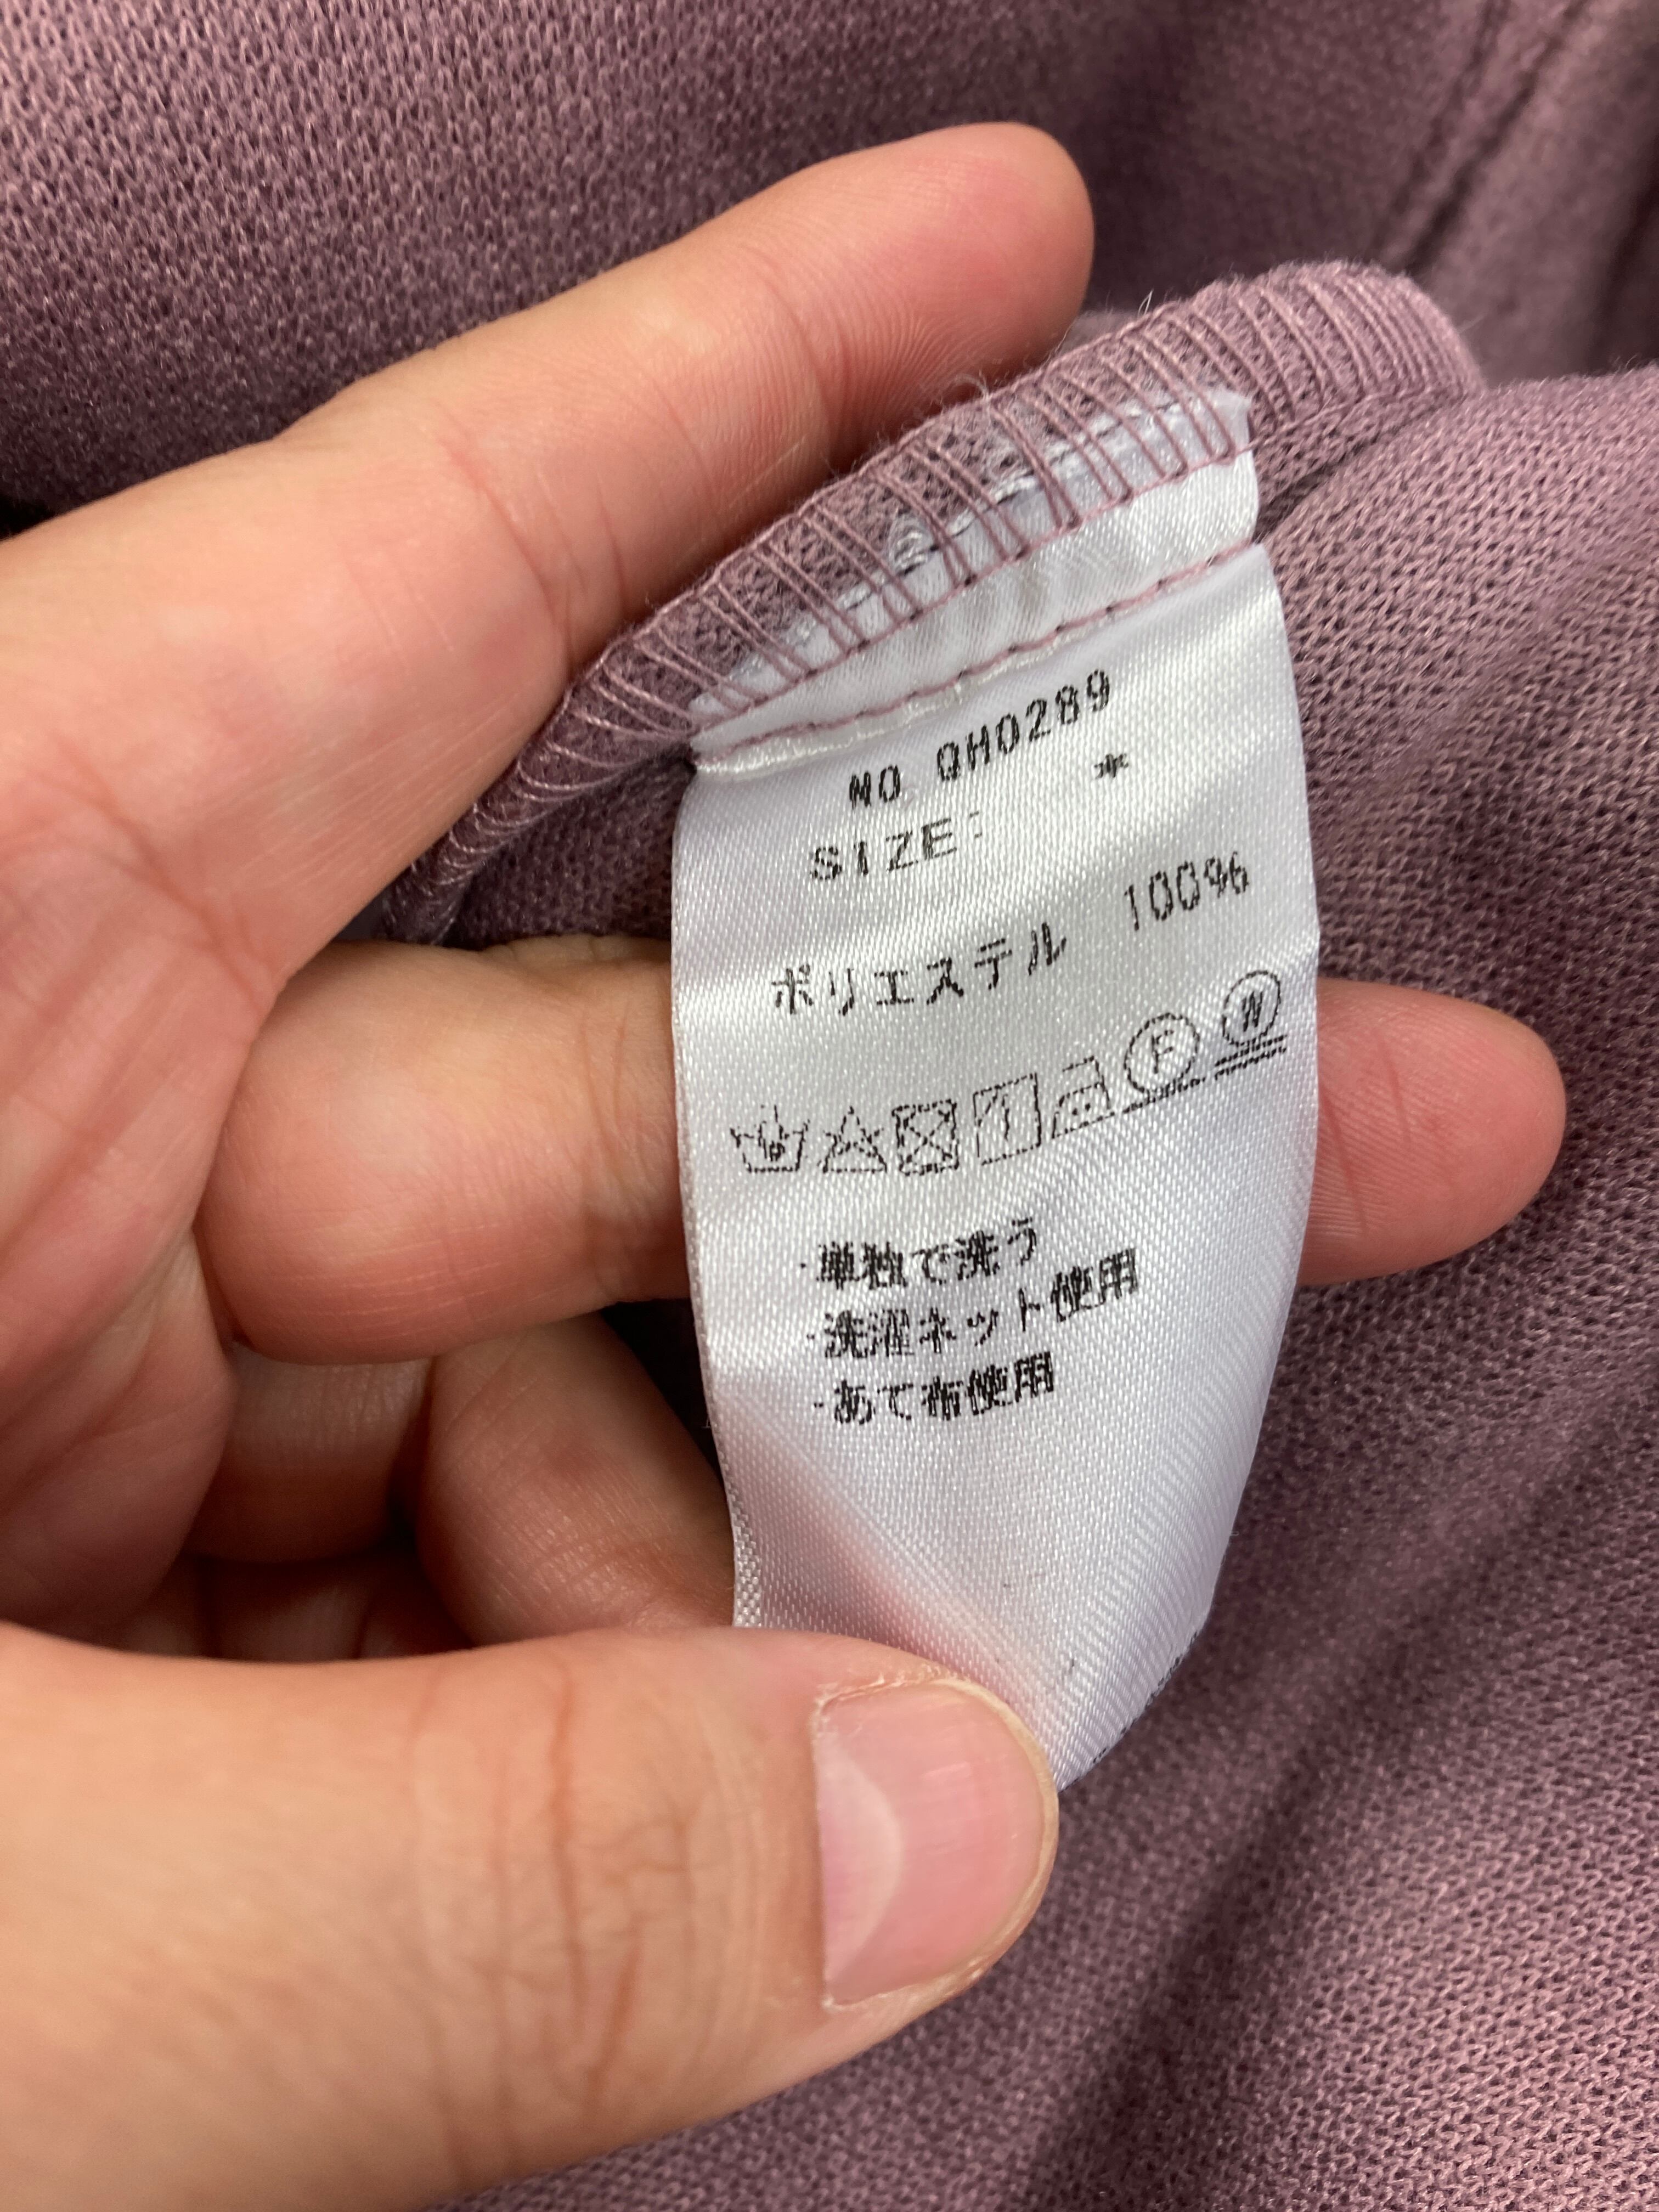 NO QH0289
SIZE: *
ポリエステル 100%
F W
・単独で洗う
・洗濯ネット使用
・あて布使用